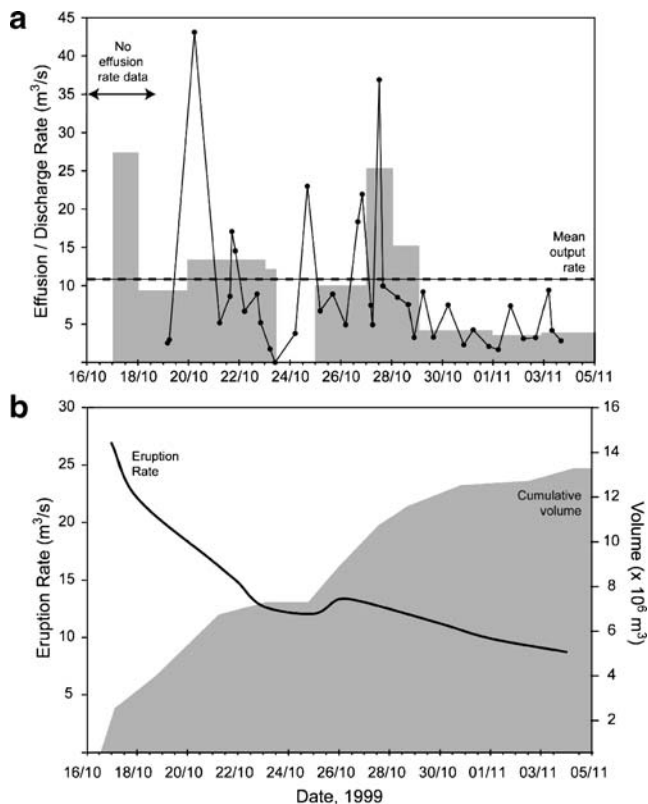 a
45
40
35
30
25
20
15
10
5
Effusion / Discharge Rate (m³/s)
No
effusion
rate data
Mean
output
rate
16/10 18/10 20/10 22/10 24/10 26/10 28/10 30/10 01/11 03/11 05/11
b
30
25
20
15
10
5
Eruption Rate (m³/s)
Eruption
Rate
Cumulative
volume
16
14
12
10
8
6
4
2
Volume (x 10⁶ m³)
16/10 18/10 20/10 22/10 24/10 26/10 28/10 30/10 01/11 03/11 05/11
Date, 1999